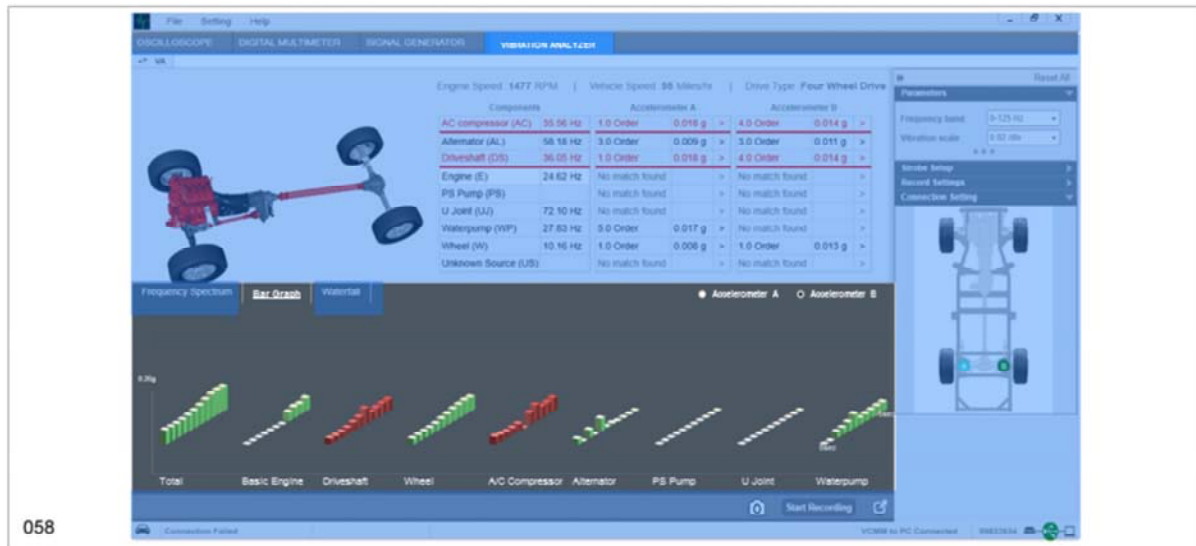 File Setting Help
OSCILLOSCOPE DIGITAL MULTIMETER SIGNAL GENERATOR VIBRATION ANALYZER
VA
Engine Speed: 1477 RPM | Vehicle Speed: Miles/hr | Drive Type: Four Wheel Drive
Reset All
Parameters
Components Accelerometer A Accelerometer B
AC compressor (AC) 35.56 Hz 1.0 Order 0.018 g > 4.0 Order 0.014 g >
Frequency band: 0-125 Hz
Alternator (AL) 58.18 Hz 3.0 Order 0.009 g > 3.0 Order 0.011 g >
Vibration scale:
Driveshaft (DS) 36.05 Hz 1.0 Order 0.018 g > 4.0 Order 0.014 g >
Strobe Setup
Engine (E) 24.62 Hz No match found > No match found >
Record Settings
PS Pump (PS) No match found > No match found >
Connection Setting
U Joint (UJ) 72.10 Hz No match found > No match found >
Waterpump (WP) 27.83 Hz 5.0 Order 0.017 g > No match found >
Wheel (W) 10.16 Hz 1.0 Order 0.008 g > 1.0 Order 0.013 g >
Unknown Source (US) No match found > No match found >
Frequency Spectrum Bar Graph Waterfall Accelerometer A Accelerometer B
A B
Total Basic Engine Driveshaft Wheel A/C Compressor Alternator PS Pump U Joint Waterpump
Start Recording
058
Connection Failed VCMM to PC Connected